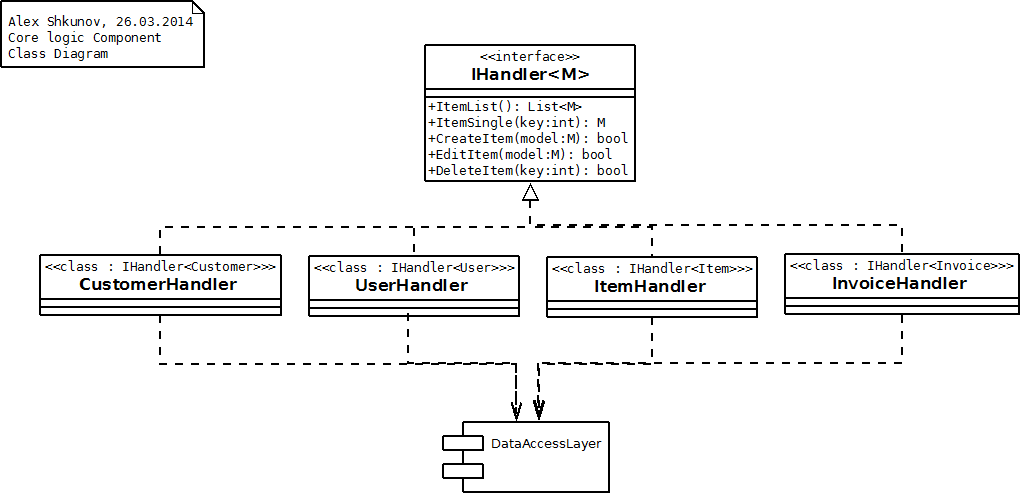 Alex Shkunov, 26.03.2014
Core logic Component
Class Diagram
<<interface>>
IHandler<M>
+ItemList(): List<M>
+ItemSingle(key:int): M
+CreateItem(model:M): bool
+EditItem(model:M): bool
+DeleteItem(key:int): bool
<<class : IHandler<Customer>>>
CustomerHandler
<<class : IHandler<User>>>
UserHandler
<<class : IHandler<Item>>>
ItemHandler
<<class : IHandler<Invoice>>>
InvoiceHandler
DataAccessLayer